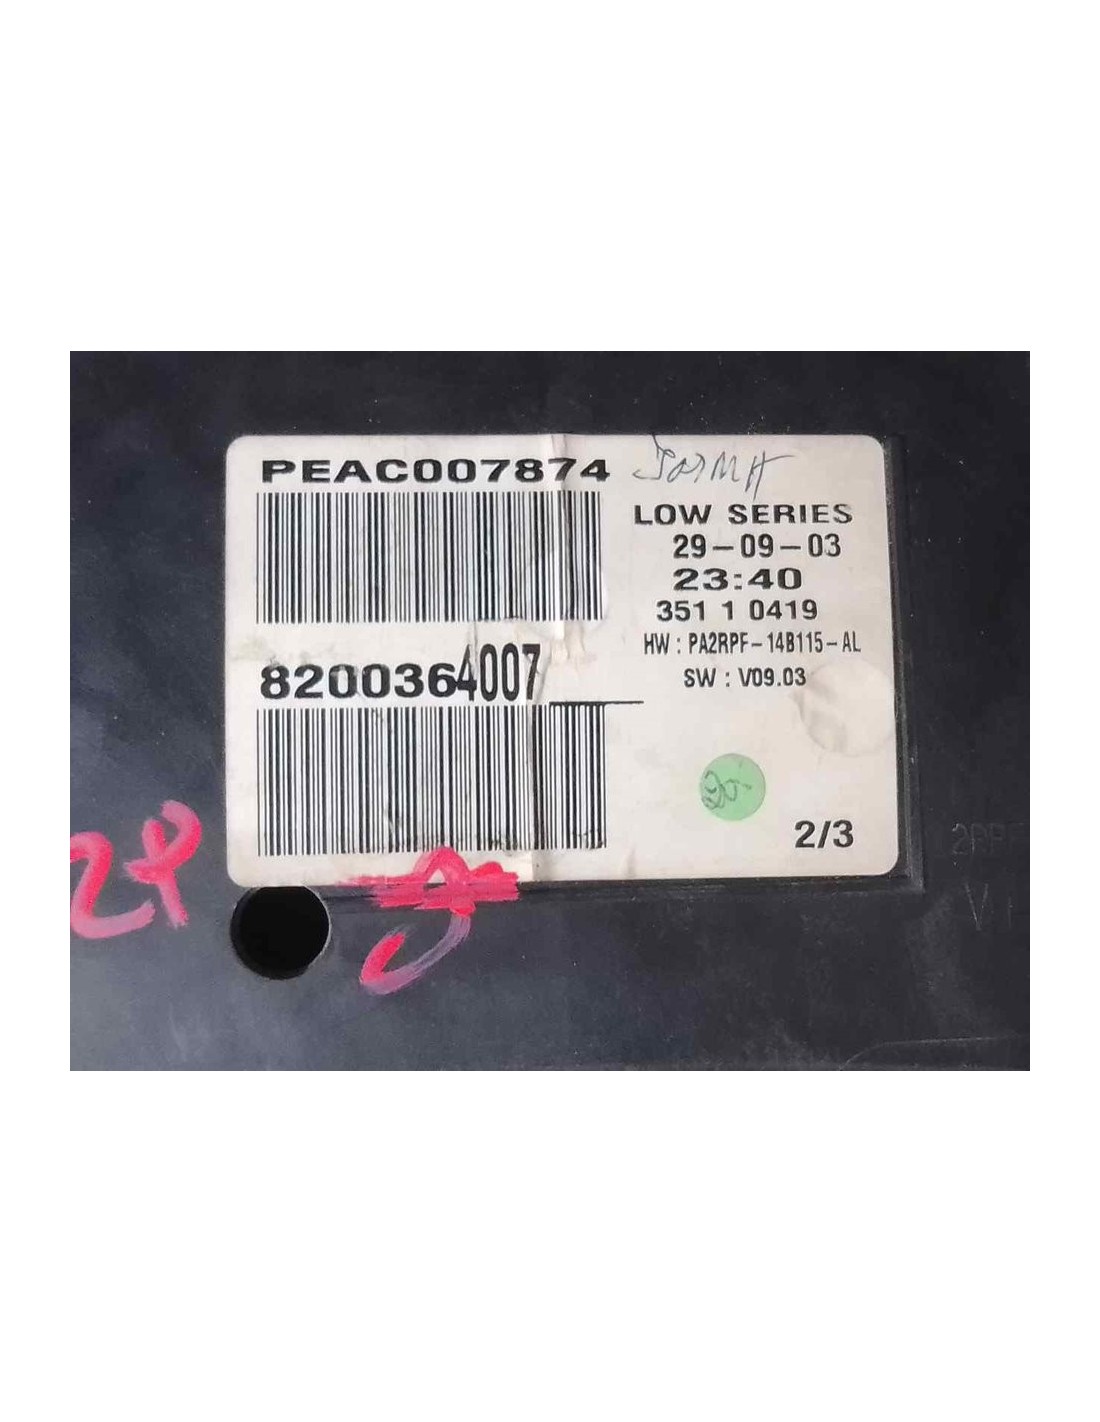 PEAC007874
LOW SERIES
29-09-03
23:40
351 1 0419
HW : PA2RPF-14B115-AL
SW : V09.03
8200364007
2/3